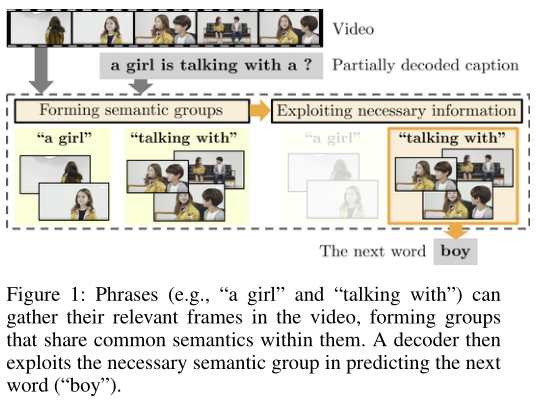 Video
a girl is talking with a ?
Partially decoded caption
Forming semantic groups
Exploiting necessary information
“a girl”
“talking with”
“a girl”
“talking with”
The next word boy
Figure 1: Phrases (e.g., “a girl” and “talking with”) can
gather their relevant frames in the video, forming groups
that share common semantics within them. A decoder then
exploits the necessary semantic group in predicting the next
word (“boy”).